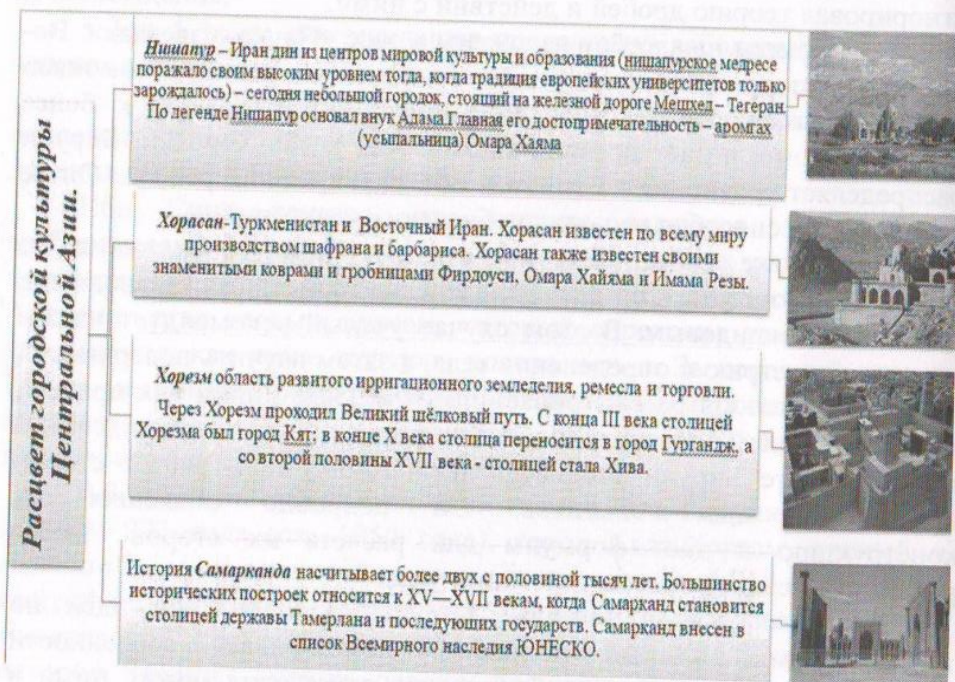 Расцвет городской культуры
Центральной Азии.
Нишапур – Иран дин из центров мировой культуры и образования (нишапурское медресе
поражало своим высоким уровнем тогда, когда традиция европейских университетов только
зарождалось) – сегодня небольшой городок, стоящий на железной дороге Мешхед – Тегеран.
По легенде Нишапур основал внук Адама Главная его достопримечательность – аромгах
(усыпальница) Омара Хаяма
Хорасан-Туркменистан и Восточный Иран. Хорасан известен по всему миру
производством шафрана и барбариса. Хорасан также известен своими
знаменитыми коврами и гробницами Фирдоуси, Омара Хайяма и Имама Резы.
Хорезм область развитого ирригационного земледелия, ремесла и торговли.
Через Хорезм проходил Великий шёлковый путь. С конца III века столицей
Хорезма был город Кят; в конце X века столица переносится в город Гургандж, а
со второй половины XVII века - столицей стала Хива.
История Самарканда насчитывает более двух с половиной тысяч лет. Большинство
исторических построек относится к XV—XVII векам, когда Самарканд становится
столицей державы Тамерлана и последующих государств. Самарканд внесен в
список Всемирного наследия ЮНЕСКО.